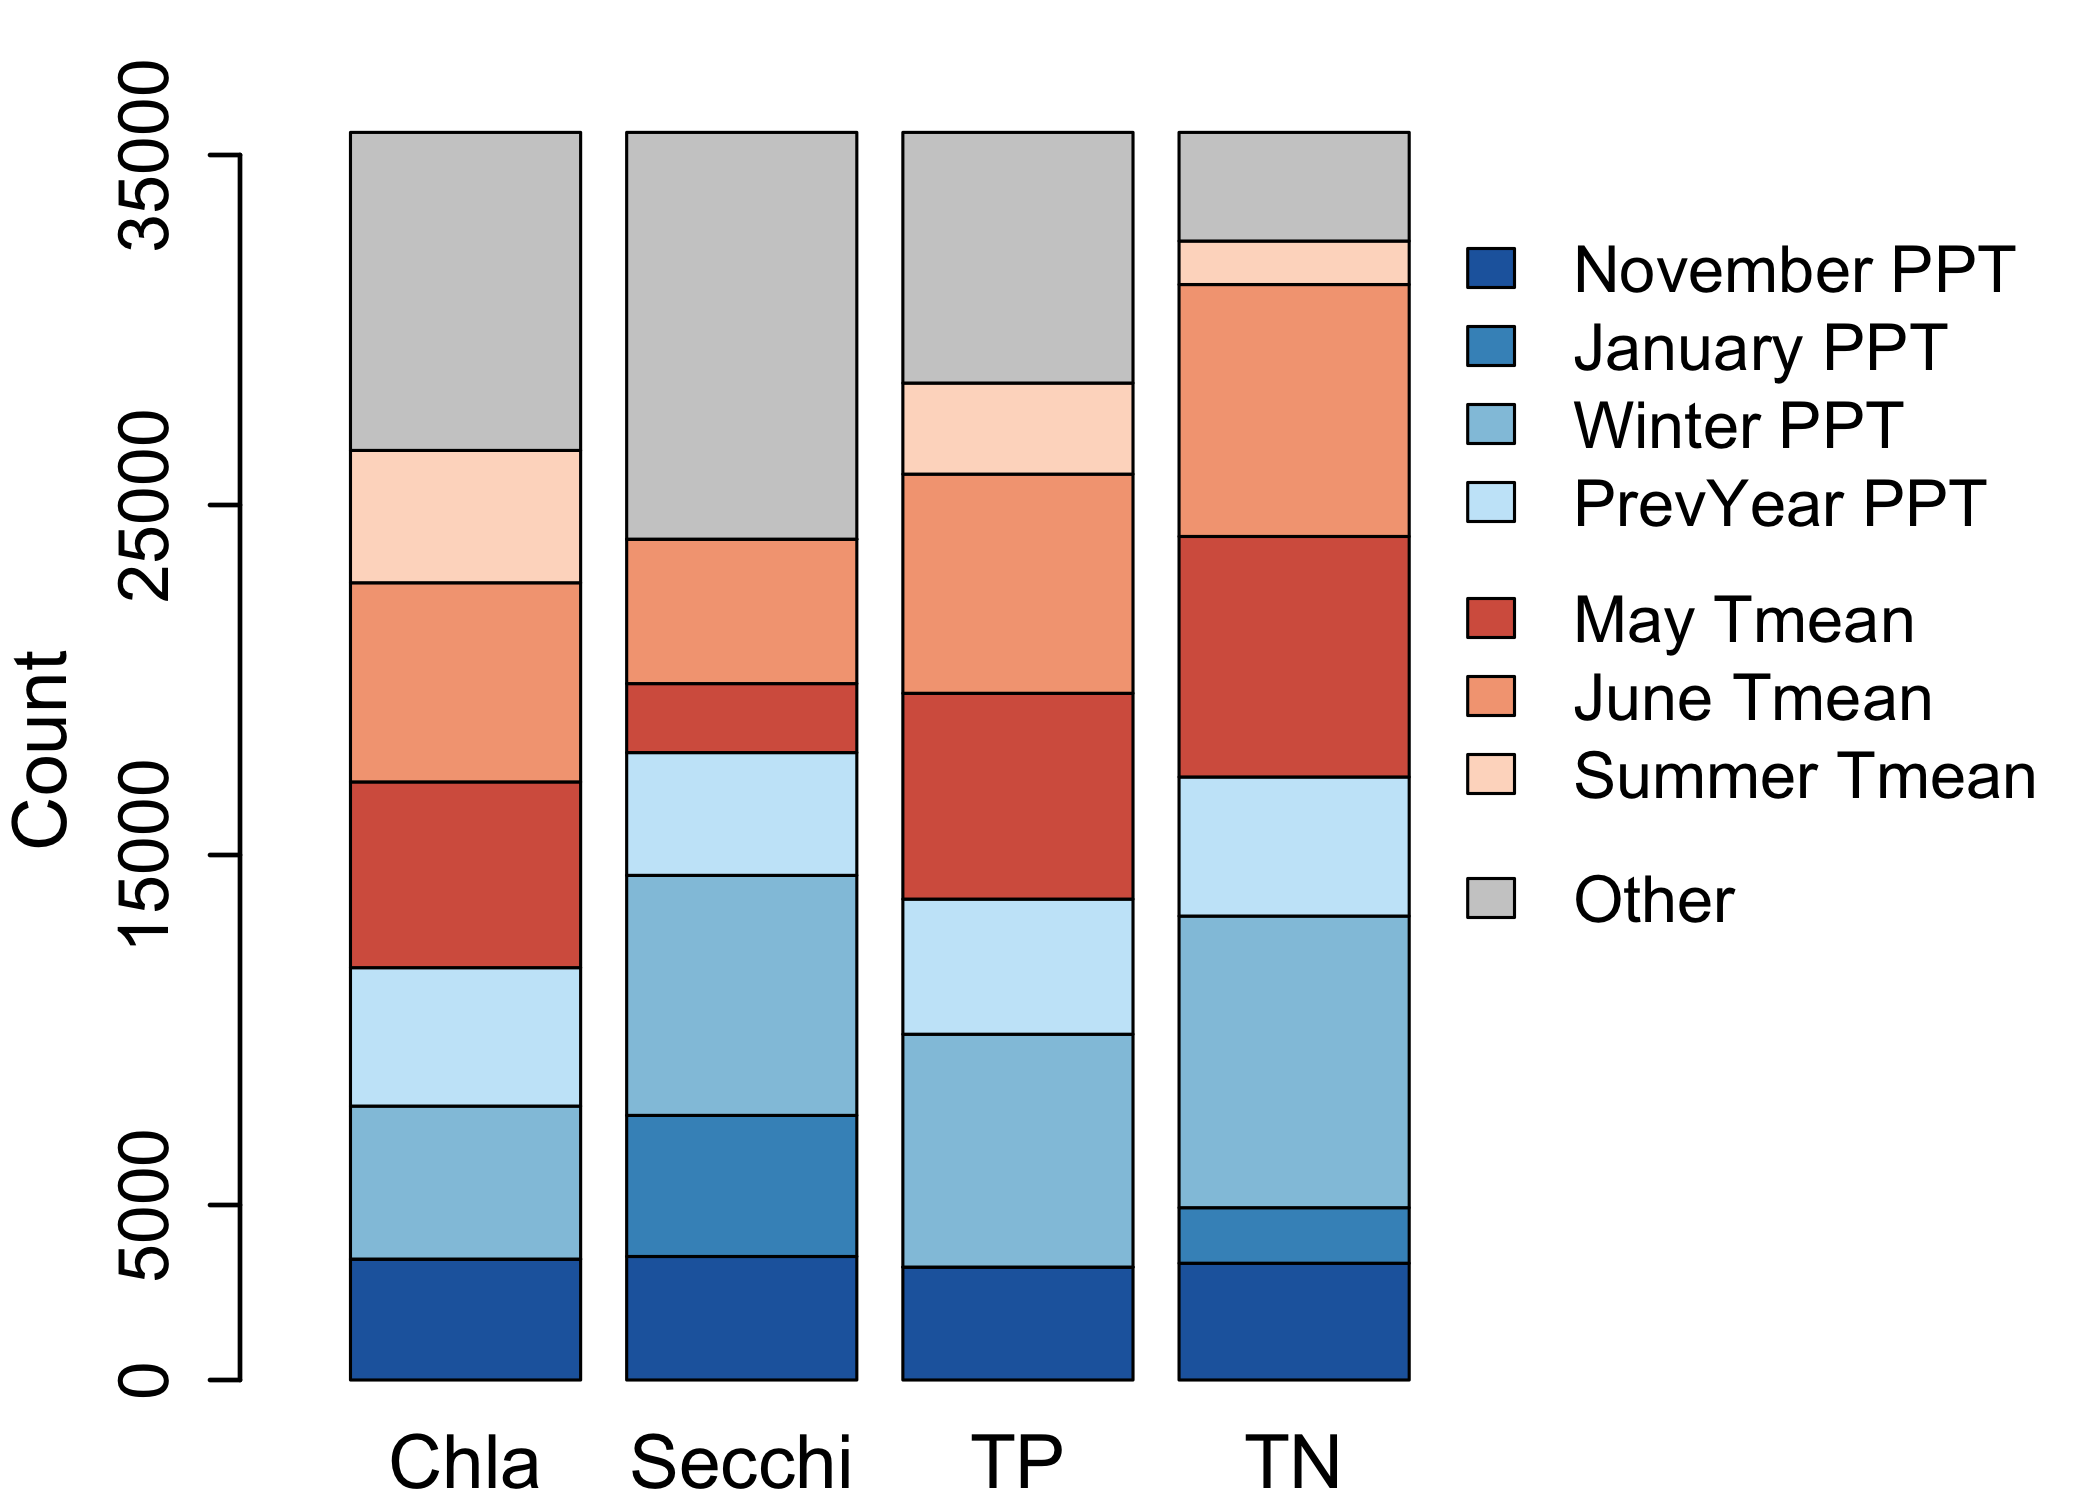 Count
35000
25000
15000
5000
0
Chla
Secchi
TP
TN
November PPT
January PPT
Winter PPT
PrevYear PPT
May Tmean
June Tmean
Summer Tmean
Other